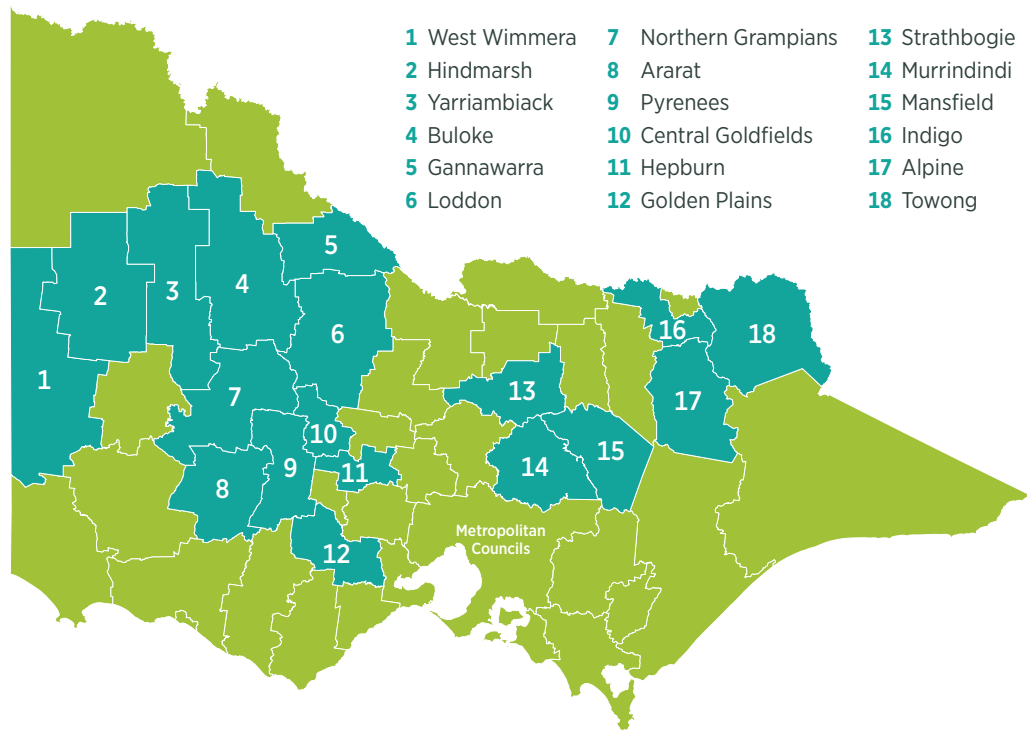 1 West Wimmera
2 Hindmarsh
3 Yarriambiack
4 Buloke
5 Gannawarra
6 Loddon
7 Northern Grampians
8 Ararat
9 Pyrenees
10 Central Goldfields
11 Hepburn
12 Golden Plains
13 Strathbogie
14 Murrindindi
15 Mansfield
16 Indigo
17 Alpine
18 Towong
5
2
3
4
6
16
18
1
7
13
17
10
15
9
11
14
8
Metropolitan
Councils
12